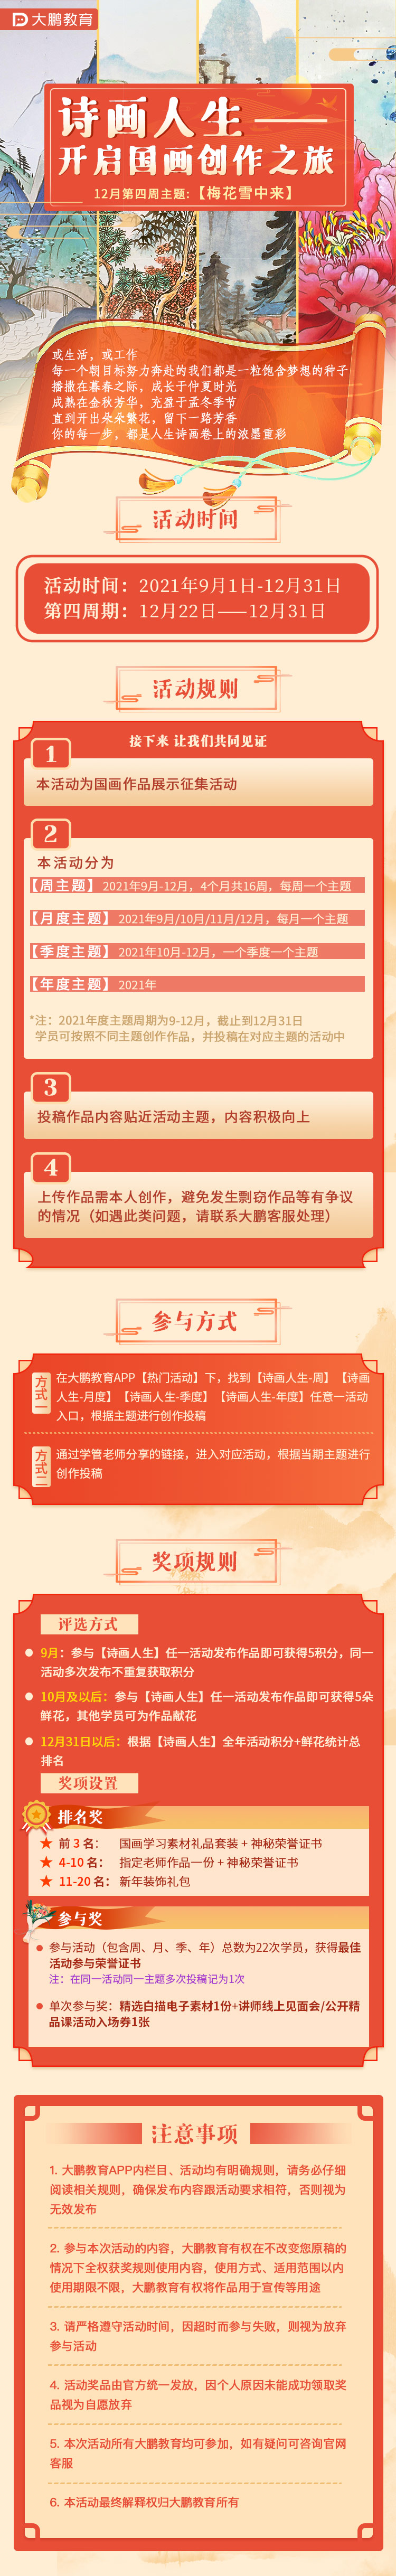 大鹏教育
诗画人生——
开启国画创作之旅
12月第四周主题:【梅花雪中来】
或生活，或工作
每一个朝目标努力奔赴的我们都是一粒饱含梦想的种子
播撒在暮春之际，成长于仲夏时光
成熟在金秋芳华，充盈于孟冬季节
直到开出朵朵繁花，留下一路芳香
你的每一步，都是人生诗画卷上的浓墨重彩
活动时间
活动时间：2021年9月1日-12月31日
第四周期：12月22日——12月31日
活动规则
接下来 让我们共同见证
1
本活动为国画作品展示征集活动
2
本活动分为
【周主题】2021年9月-12月，4个月共16周，每周一个主题
【月度主题】2021年9月/10月/11月/12月，每月一个主题
【季度主题】2021年10月-12月，一个季度一个主题
【年度主题】2021年
*注：2021年度主题周期为9-12月，截止到12月31日
学员可按照不同主题创作作品，并投稿在对应主题的活动中
3
投稿作品内容贴近活动主题，内容积极向上
4
上传作品需本人创作，避免发生剽窃作品等有争议
的情况（如遇此类问题，请联系大鹏客服处理）
参与方式
方式一
在大鹏教育APP【热门活动】下，找到【诗画人生-周】【诗画
人生-月度】【诗画人生-季度】【诗画人生-年度】任意一活动
入口，根据主题进行创作投稿
方式二
通过学管老师分享的链接，进入对应活动，根据当期主题进行
创作投稿
奖项规则
评选方式
9月：参与【诗画人生】任一活动发布作品即可获得5积分，同一
活动多次发布不重复获取积分
10月及以后：参与【诗画人生】任一活动发布作品即可获得5朵
鲜花，其他学员可为作品献花
12月31日以后：根据【诗画人生】全年活动积分+鲜花统计总
排名
奖项设置
排名奖
前 3 名： 国画学习素材礼品套装 + 神秘荣誉证书
4-10 名： 指定老师作品一份 + 神秘荣誉证书
11-20 名： 新年装饰礼包
参与奖
参与活动（包含周、月、季、年）总数为22次学员，获得最佳
活动参与荣誉证书
注：在同一活动同一主题多次投稿记为1次
单次参与奖：精选白描电子素材1份+讲师线上见面会/公开精
品课活动入场券1张
注意事项
1. 大鹏教育APP内栏目、活动均有明确规则，请务必仔细
阅读相关规则，确保发布内容跟活动要求相符，否则视为
无效发布
2. 参与本次活动的内容，大鹏教育有权在不改变您原稿的
情况下全权获奖规则使用内容，使用方式、适用范围以内
使用期限不限，大鹏教育有权将作品用于宣传等用途
3. 请严格遵守活动时间，因超时而参与失败，则视为放弃
参与活动
4. 活动奖品由官方统一发放，因个人原因未能成功领取奖
品视为自愿放弃
5. 本次活动所有大鹏教育均可参加，如有疑问可咨询官网
客服
6. 本活动最终解释权归大鹏教育所有